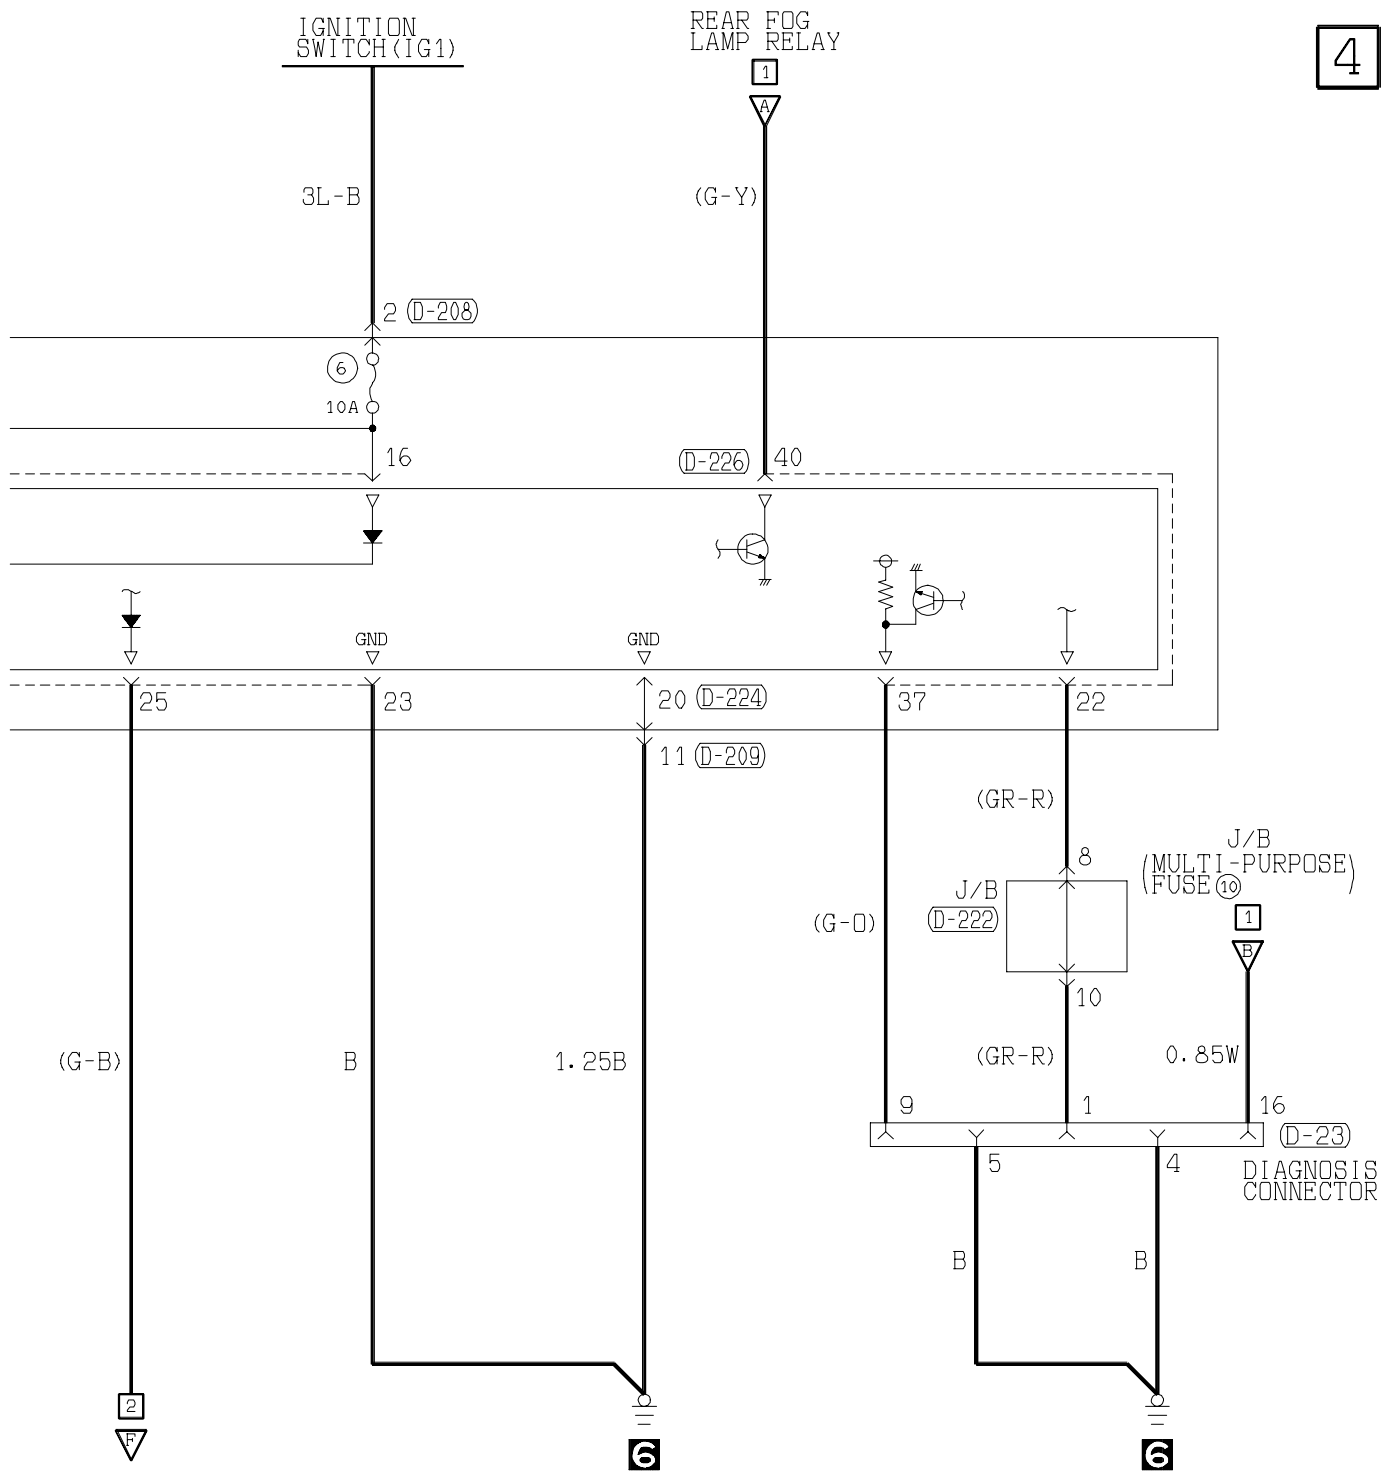 IGNITION
SWITCH(IG1)
REAR FOG
LAMP RELAY
4
1
A
3L-B
(G-Y)
2 (D-208)
6
10A
16
(D-226) 40
GND
GND
25
23
20 (D-224)
37
22
11 (D-209)
(GR-R)
J/B
(MULTI-PURPOSE)
(FUSE 10)
8
J/B
(D-222)
1
B
(G-O)
10
(G-B)
B
1.25B
(GR-R)
0.85W
9
1
16
(D-23)
5
4
DIAGNOSIS
CONNECTOR
B
B
2
F
6
6